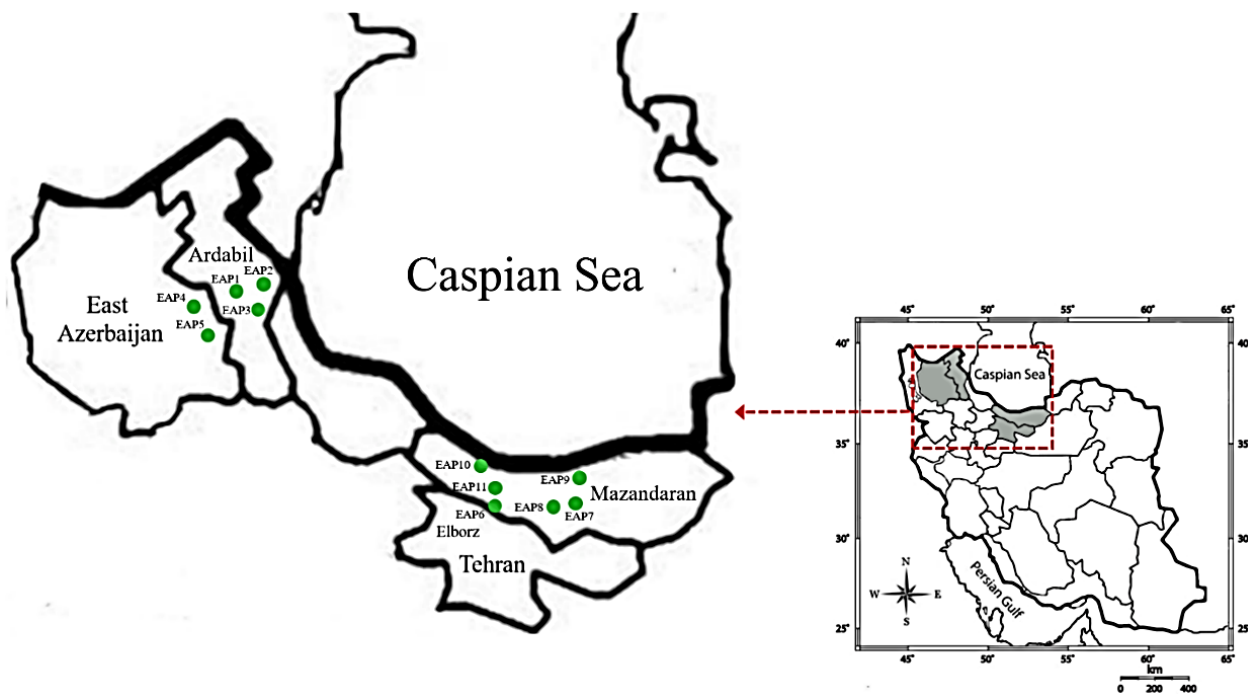 Caspian Sea
Ardabil
EAP2
EAP1
EAP4
EAP3
EAP5
East
Azerbaijan
EAP10
EAP9
EAP11
Mazandaran
EAP6
EAP8
EAP7
Elborz
Tehran
45°
50°
55°
60°
65°
40°
40°
Caspian Sea
35°
35°
30°
30°
Persian Gulf
N
W
E
S
25°
25°
45°
50°
55°
60°
65°
km
0 200 400